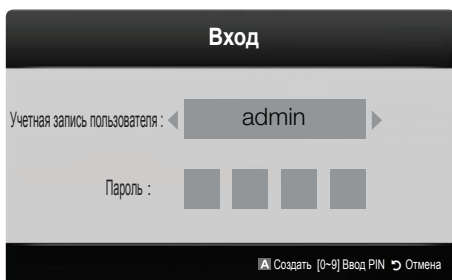 Вход
Учетная запись пользователя : admin
Пароль :
A Создать [0~9] Ввод PIN Отмена